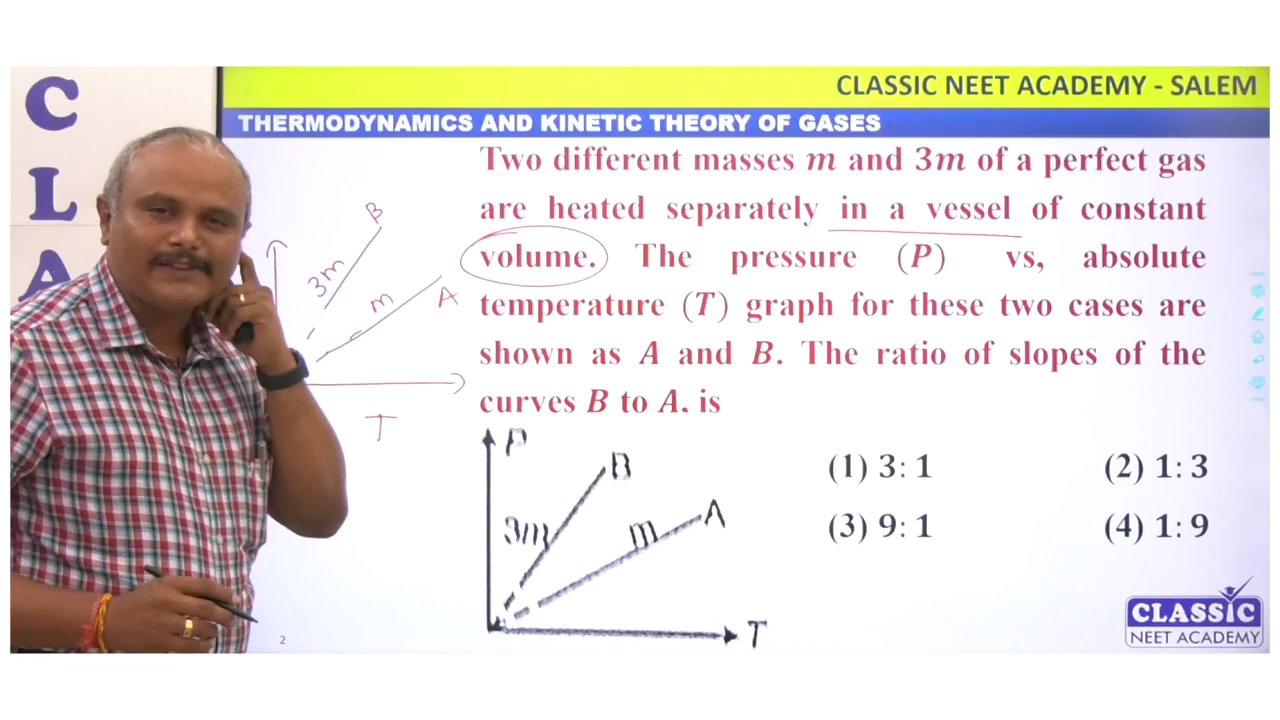 C
L
A
CLASSIC NEET ACADEMY - SALEM
THERMODYNAMICS AND KINETIC THEORY OF GASES
Two different masses m and 3m of a perfect gas
are heated separately in a vessel of constant
volume. The pressure (P) vs, absolute
temperature (T) graph for these two cases are
shown as A and B. The ratio of slopes of the
curves B to A, is
B
3m
m
A
T
P
B
3m
m
A
T
(1) 3: 1
(2) 1: 3
(3) 9: 1
(4) 1: 9
2
CLASSIC
NEET ACADEMY